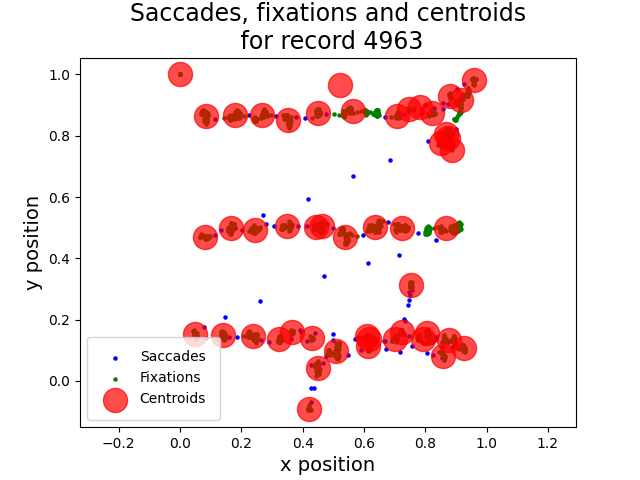 Saccades, fixations and centroids
for record 4963
1.0
0.8
0.6
0.4
0.2
0.0
y position
Saccades
Fixations
Centroids
−0.2 0.0 0.2 0.4 0.6 0.8 1.0 1.2
x position